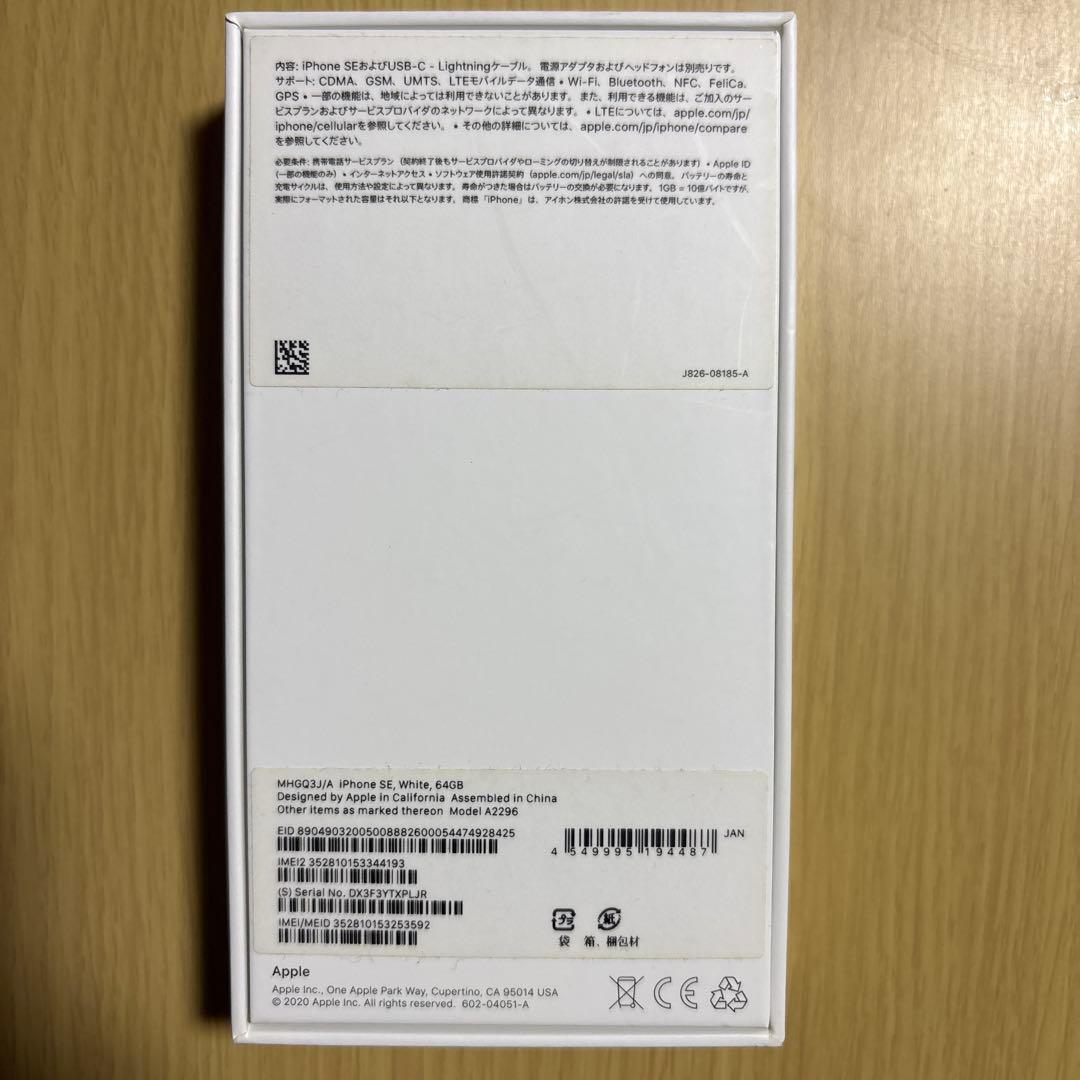 内容: iPhone SEおよびUSB-C - Lightningケーブル。 電源アダプタおよびヘッドフォンは別売りです。
サポート: CDMA、GSM、UMTS、LTEモバイルデータ通信 • Wi-Fi、Bluetooth、NFC、FeliCa、
GPS • 一部の機能は、地域によっては利用できないことがあります。 また、利用できる機能は、ご加入のサー
ビスプランおよびサービスプロバイダのネットワークによって異なります。 • LTEについては、apple.com/jp/
iphone/cellularを参照してください。 • その他の詳細については、apple.com/jp/iphone/compare
を参照してください。
必要条件: 携帯電話サービスプラン（契約終了後もサービスプロバイダやローミングの切り替えが制限されることがあります）• Apple ID
(一部の機能のみ) • インターネットアクセス • ソフトウェア使用許諾契約（apple.com/jp/legal/sla）への同意。バッテリーの寿命と
充電サイクルは、使用方法や設定によって異なります。 寿命がつきた場合はバッテリーの交換が必要になります。 1GB = 10億バイトですが、
実際にフォーマットされた容量はそれ以下となります。 商標「iPhone」は、アイホン株式会社の許諾を受けて使用しています。
J826-08185-A
MHGQ3J/A iPhone SE, White, 64GB
Designed by Apple in California Assembled in China
Other items as marked thereon Model A2296
EID 89049032005008882600054474928425
IMEI2 352810153344193
(S) Serial No. DX3F3YTXPLJR
IMEI/MEID 352810153253592
JAN
4 549995 194487
プラ
紙
袋 箱、梱包材
Apple
Apple Inc., One Apple Park Way, Cupertino, CA 95014 USA
© 2020 Apple Inc. All rights reserved. 602-04051-A
CE